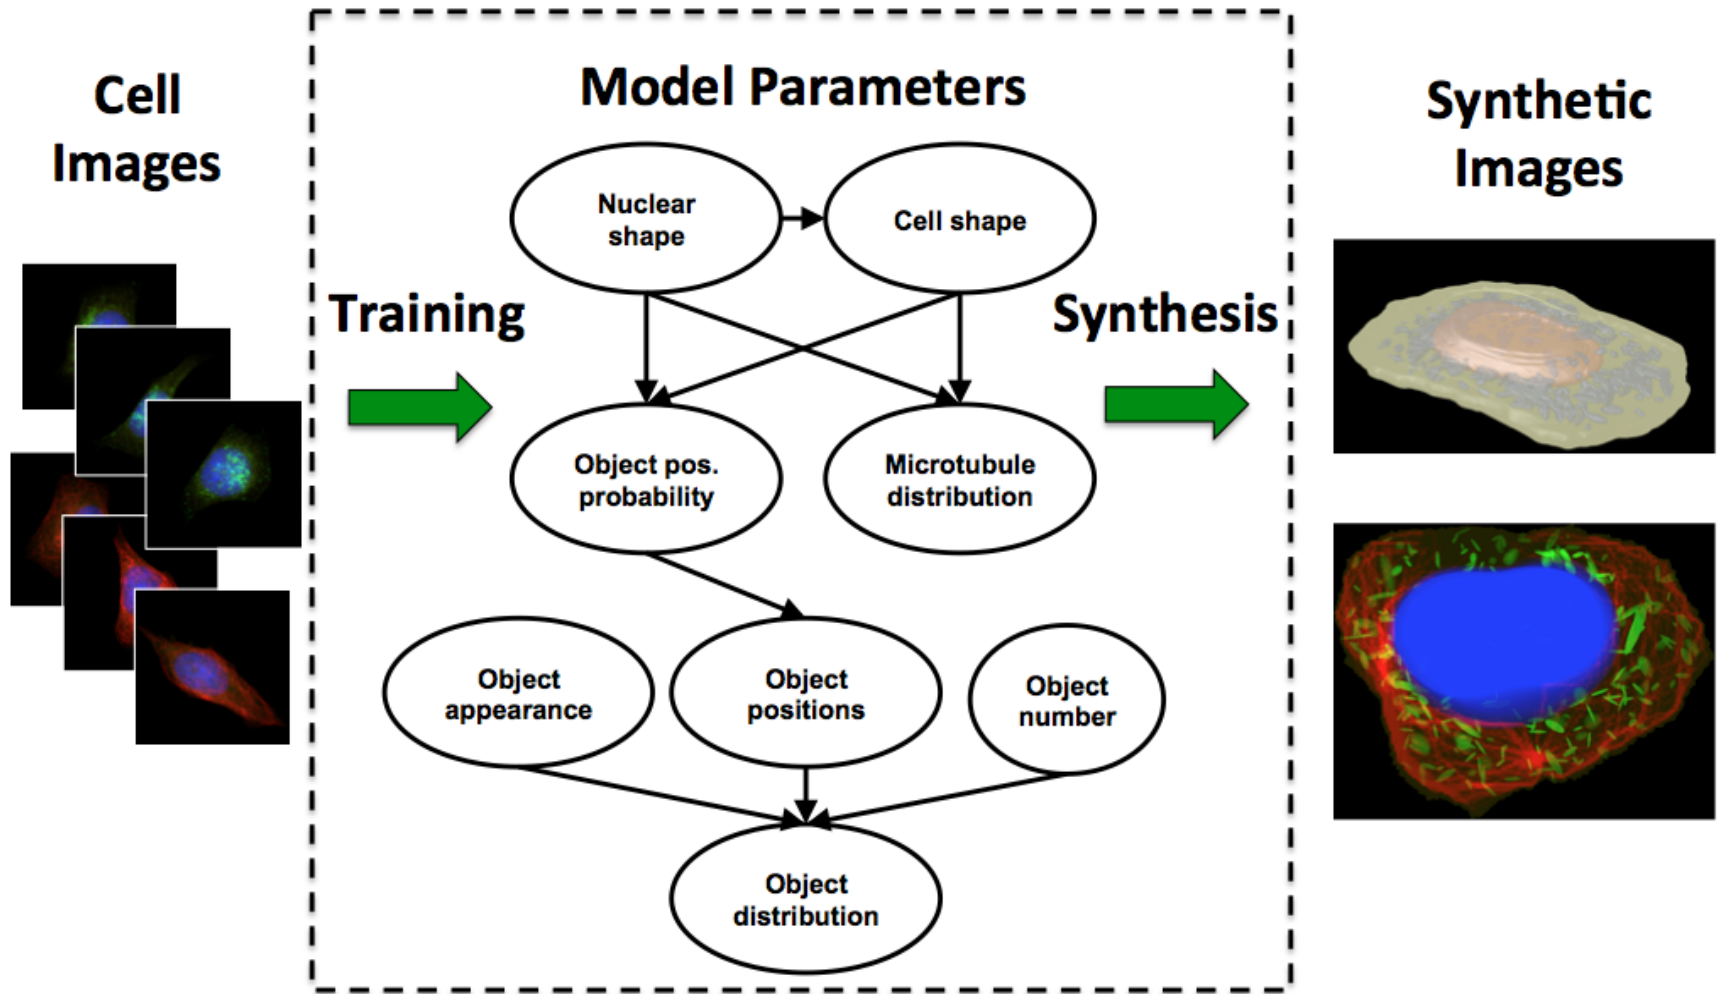 Cell
Images
Model Parameters
Synthetic
Images
Nuclear
shape
Cell shape
Training
Synthesis
Object pos.
probability
Microtubule
distribution
Object
appearance
Object
positions
Object
number
Object
distribution